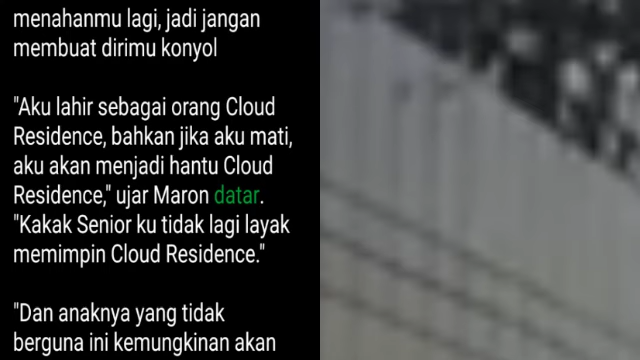 menahanmu lagi, jadi jangan
membuat dirimu konyol
"Aku lahir sebagai orang Cloud
Residence, bahkan jika aku mati,
aku akan menjadi hantu Cloud
Residence," ujar Maron datar.
"Kakak Senior ku tidak lagi layak
memimpin Cloud Residence."
"Dan anaknya yang tidak
berguna ini kemungkinan akan